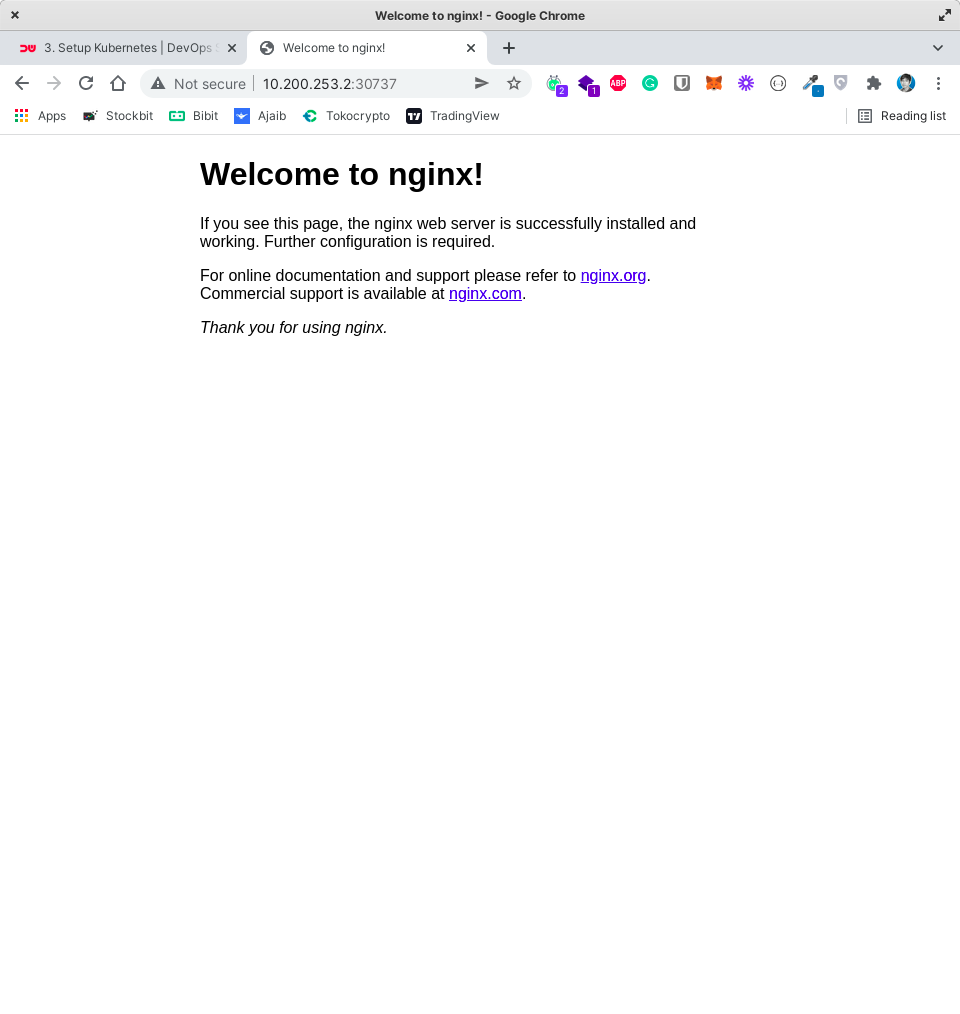 Welcome to nginx! - Google Chrome
3. Setup Kubernetes | DevOps
Welcome to nginx!
Not secure
10.200.253.2:30737
2
1
ABP
Apps
Stockbit
Bibit
Ajaib
Tokocrypto
TradingView
Reading list
Welcome to nginx!
If you see this page, the nginx web server is successfully installed and
working. Further configuration is required.
For online documentation and support please refer to nginx.org.
Commercial support is available at nginx.com.
Thank you for using nginx.